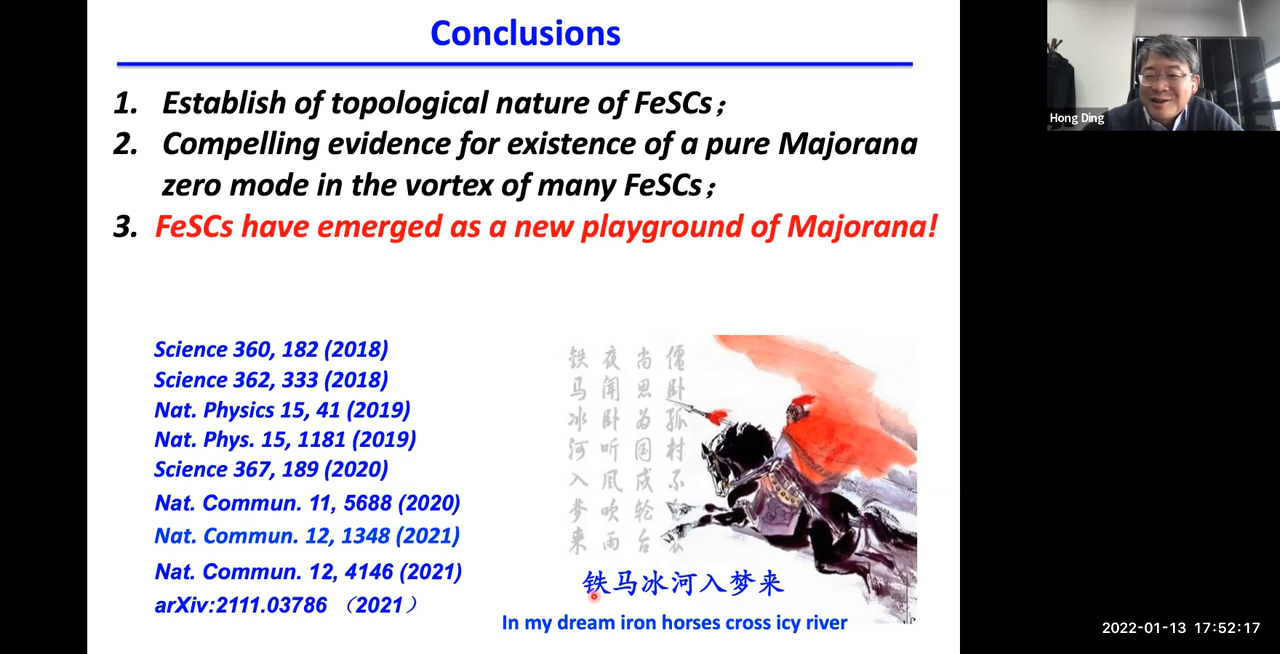 Conclusions
1. Establish of topological nature of FeSCs；
2. Compelling evidence for existence of a pure Majorana
zero mode in the vortex of many FeSCs；
3. FeSCs have emerged as a new playground of Majorana!
Science 360, 182 (2018)
Science 362, 333 (2018)
Nat. Physics 15, 41 (2019)
Nat. Phys. 15, 1181 (2019)
Science 367, 189 (2020)
Nat. Commun. 11, 5688 (2020)
Nat. Commun. 12, 1348 (2021)
Nat. Commun. 12, 4146 (2021)
arXiv:2111.03786 （2021）
僵卧孤村不
尚思为国戍轮台
夜阑卧听风吹雨
铁马冰河入梦来
铁马冰河入梦来
In my dream iron horses cross icy river
Hong Ding
2022-01-13 17:52:17